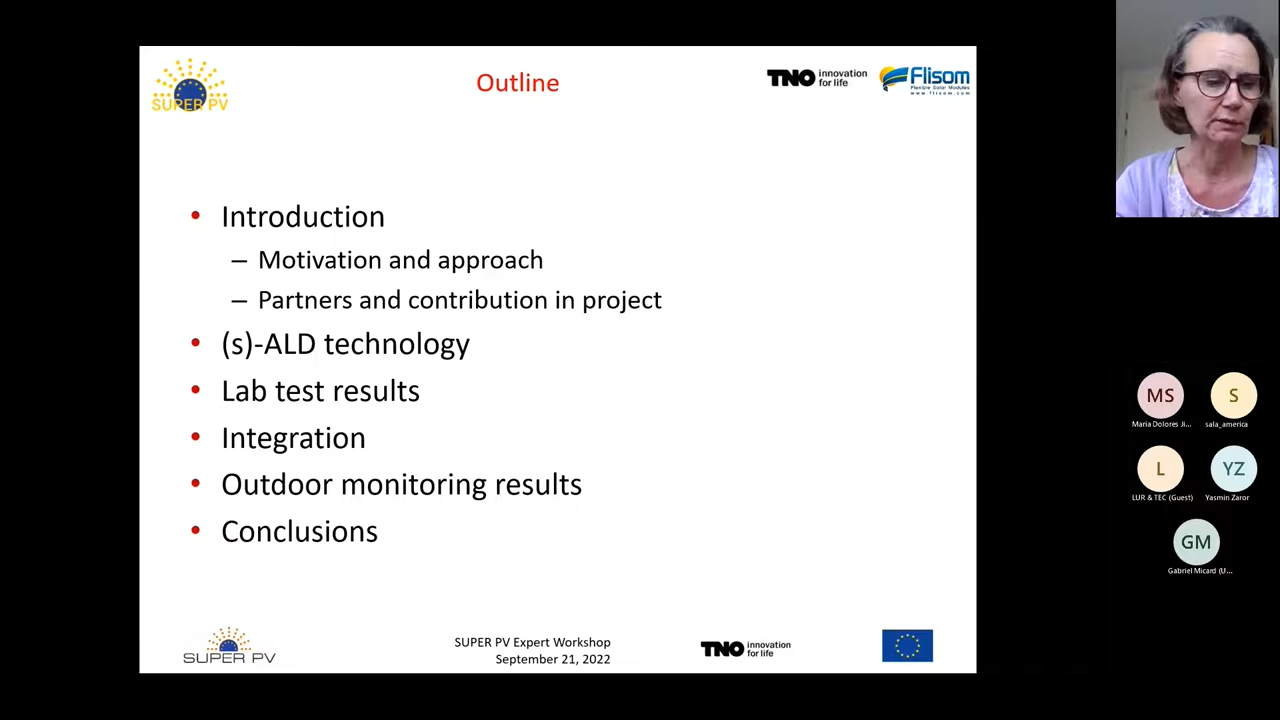 SUPER PV
Outline
TNO innovation for life
Flisom
Flexible Solar Modules
www.flisom.com
• Introduction
– Motivation and approach
– Partners and contribution in project
• (s)-ALD technology
• Lab test results
• Integration
• Outdoor monitoring results
• Conclusions
SUPER PV
SUPER PV Expert Workshop
September 21, 2022
TNO innovation for life
MS
Maria Dolores Ji...
S
sala_america
L
LUR & TEC (Guest)
YZ
Yasmin Zaror
GM
Gabriel Micard (U...